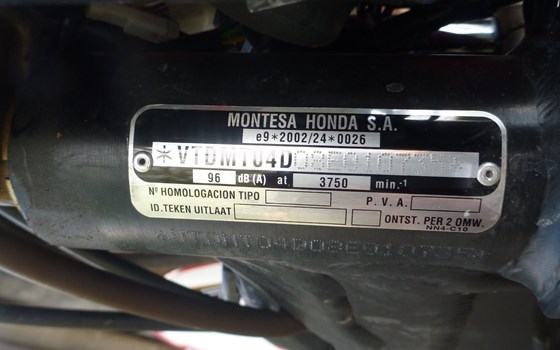 MONTESA HONDA S.A.
e9*2002/24*0026
96 dB (A) at 3750 min.-1
Nº HOMOLOGACION TIPO P. V. A.
ID.TEKEN UITLAAT ONTST. PER 2 OMW.
NN4-C10